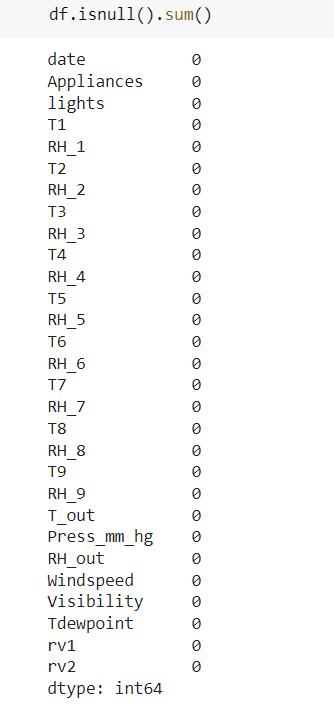 df.isnull().sum()
date 0
Appliances 0
lights 0
T1 0
RH_1 0
T2 0
RH_2 0
T3 0
RH_3 0
T4 0
RH_4 0
T5 0
RH_5 0
T6 0
RH_6 0
T7 0
RH_7 0
T8 0
RH_8 0
T9 0
RH_9 0
T_out 0
Press_mm_hg 0
RH_out 0
Windspeed 0
Visibility 0
Tdewpoint 0
rv1 0
rv2 0
dtype: int64